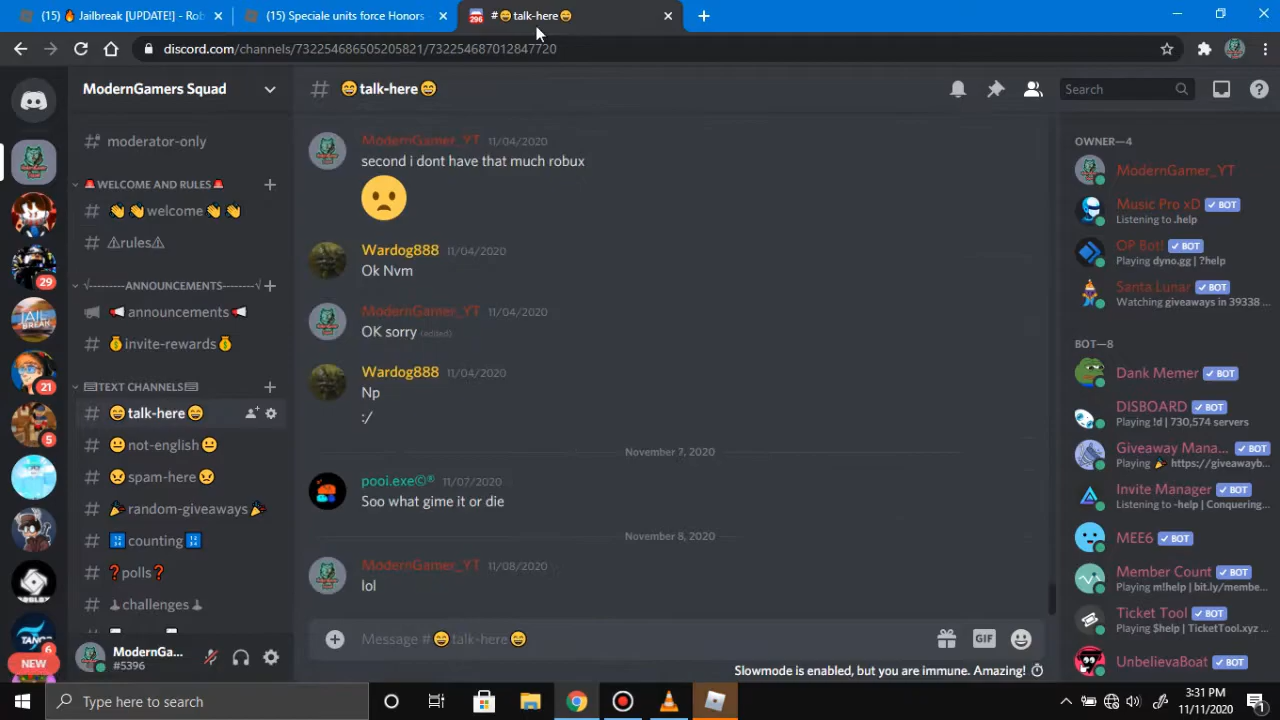 (15) 🔥 Jailbreak [UPDATE!] - Rob
(15) Speciale units force Honors -
#😄talk-here😄
discord.com/channels/732254686505205821/732254687012847720
ModernGamers Squad
😄talk-here😄
Search
moderator-only
🚨WELCOME AND RULES🚨
👋👋welcome👋👋
⚠rules⚠
√---------ANNOUNCEMENTS-------√
📢announcements📢
💰invite-rewards💰
⌨TEXT CHANNELS⌨
😄talk-here😄
😐not-english😐
😠spam-here😠
🎉random-giveaways🎉
🔢counting🔢
❓polls❓
challenges
ModernGa...
#5396
29
21
5
6
NEW
296
ModernGamer_YT 11/04/2020
second i dont have that much robux
Wardog888 11/04/2020
Ok Nvm
ModernGamer_YT 11/04/2020
OK sorry (edited)
Wardog888 11/04/2020
Np
:/
November 7, 2020
pooi.exe©® 11/07/2020
Soo what gime it or die
November 8, 2020
ModernGamer_YT 11/08/2020
lol
Message #😄talk-here😄
GIF
Slowmode is enabled, but you are immune. Amazing!
OWNER—4
ModernGamer_YT
Music Pro xD ✓ BOT
Listening to .help
OP Bot! ✓ BOT
Playing dyno.gg | ?help
Santa Lunar ✓ BOT
Watching giveaways in 39338 ...
BOT—8
Dank Memer ✓ BOT
DISBOARD ✓ BOT
Playing !d | 730,574 servers
Giveaway Mana... ✓ BOT
Playing 🎉 https://giveawayb...
Invite Manager ✓ BOT
Listening to -help | Conquering...
MEE6 ✓ BOT
Member Count ✓ BOT
Playing m!help | bit.ly/membe...
Ticket Tool ✓ BOT
Playing $help | TicketTool.xyz ...
UnbelievaBoat ✓ BOT
Type here to search
3:31 PM
11/11/2020
1